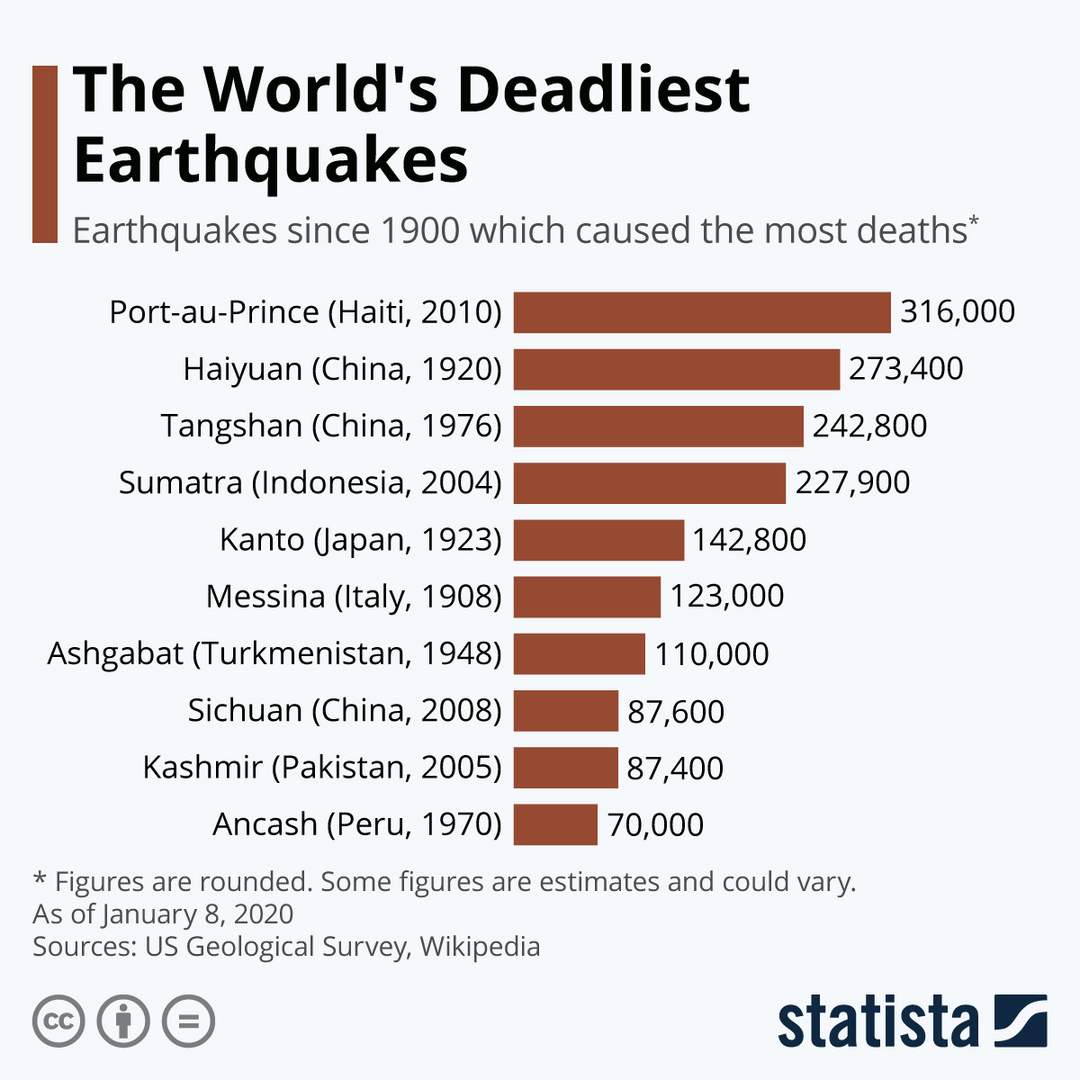 The World's Deadliest
Earthquakes
Earthquakes since 1900 which caused the most deaths*
Port-au-Prince (Haiti, 2010) 316,000
Haiyuan (China, 1920) 273,400
Tangshan (China, 1976) 242,800
Sumatra (Indonesia, 2004) 227,900
Kanto (Japan, 1923) 142,800
Messina (Italy, 1908) 123,000
Ashgabat (Turkmenistan, 1948) 110,000
Sichuan (China, 2008) 87,600
Kashmir (Pakistan, 2005) 87,400
Ancash (Peru, 1970) 70,000
* Figures are rounded. Some figures are estimates and could vary.
As of January 8, 2020
Sources: US Geological Survey, Wikipedia
cc =
statista